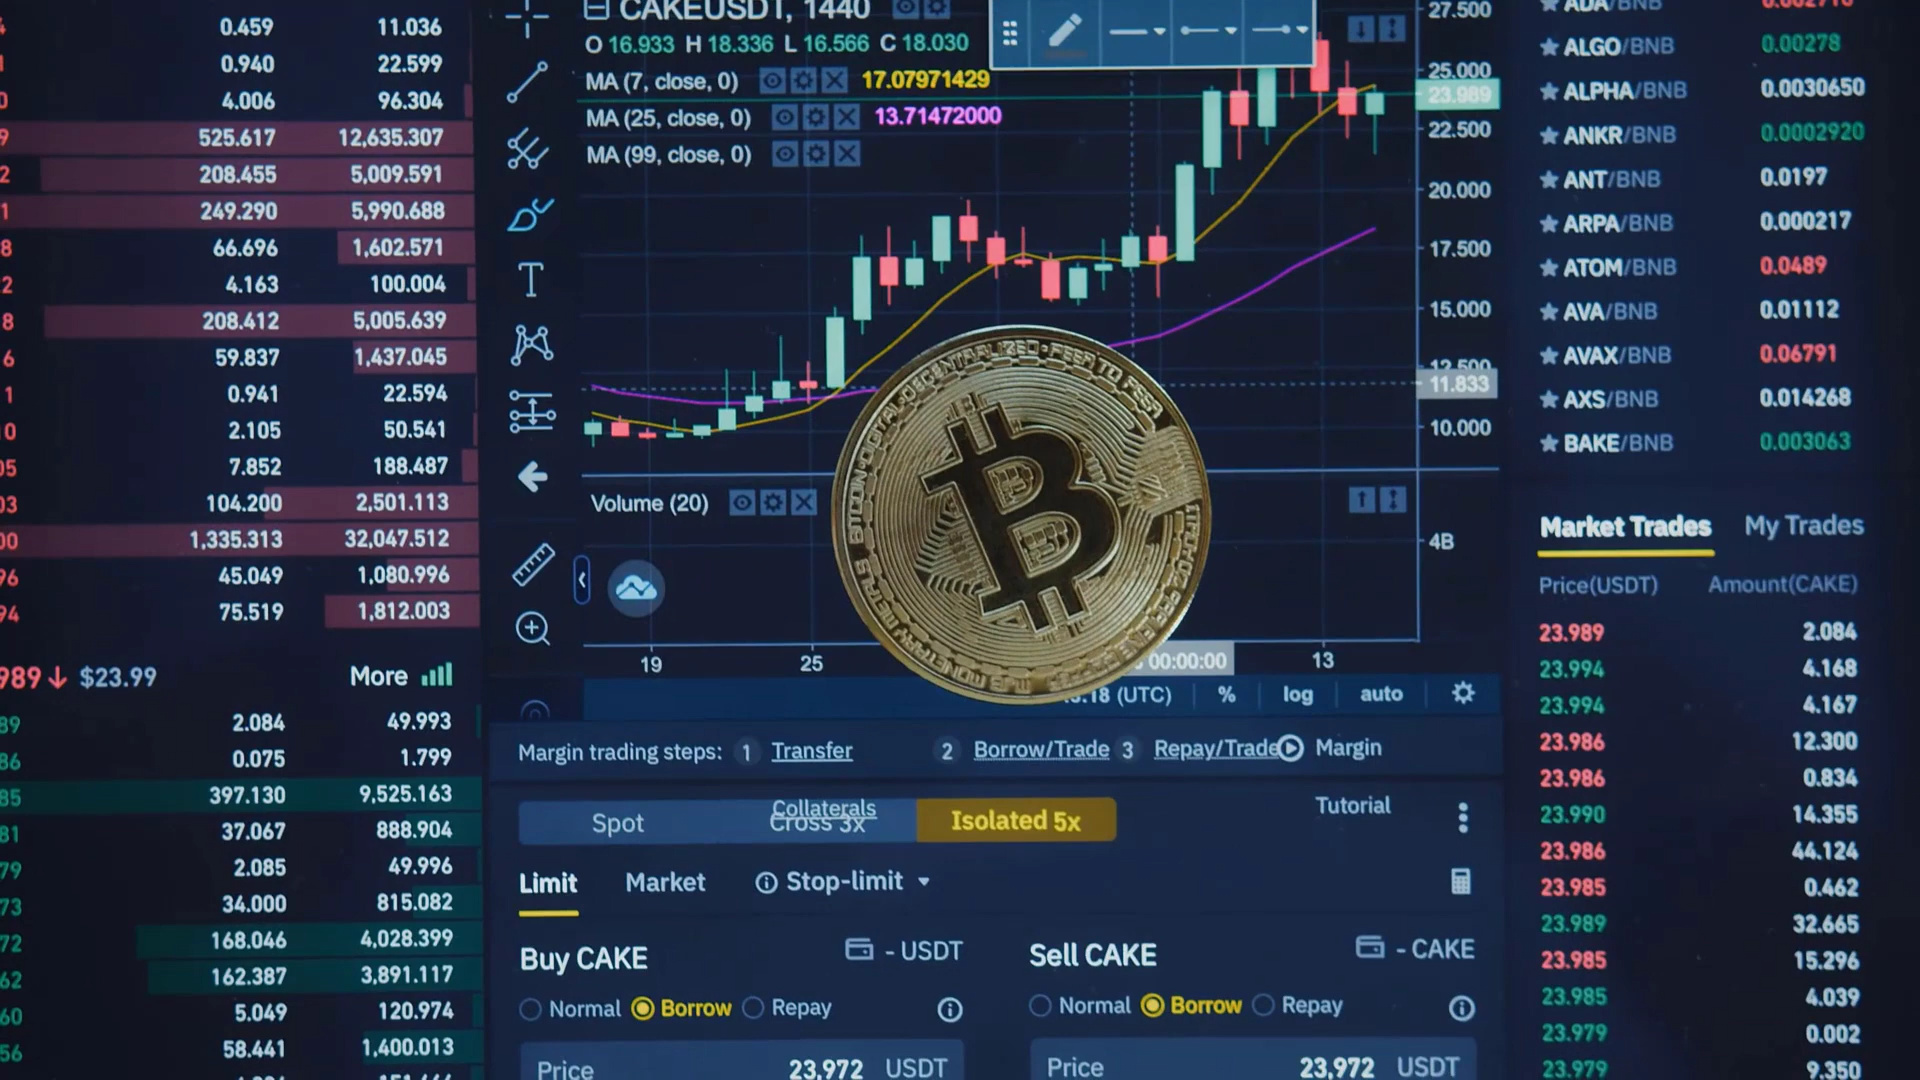 0.459 11.036
0.940 22.599
4.006 96.304
525.617 12,635.307
208.455 5,009.591
249.290 5,990.688
66.696 1,602.571
4.163 100.004
208.412 5,005.639
59.837 1,437.045
0.941 22.594
2.105 50.541
7.852 188.487
104.200 2,501.113
1,335.313 32,047.512
45.049 1,080.996
75.519 1,812.003
989 ↓ $23.99 More
2.084 49.993
0.075 1.799
397.130 9,525.163
37.067 888.904
2.085 49.996
34.000 815.082
168.046 4,028.399
162.387 3,891.117
5.049 120.974
58.441 1,400.013
CAKEUSDT, 1440
O 16.933 H 18.336 L 16.566 C 18.030
MA (7, close, 0) 17.07971429
MA (25, close, 0) 13.71472000
MA (99, close, 0)
27.500
25.000
23.989
22.500
20.000
17.500
15.000
12.500
11.833
10.000
Volume (20)
4B
DECENTRALIZED • PEER TO PEER
BITCOIN • DIGITAL
19 25 00:00:00 13
(UTC) % log auto
Margin trading steps: 1 Transfer 2 Borrow/Trade 3 Repay/Trade Margin
Collaterals Tutorial
Spot Cross 3x Isolated 5x
Limit Market Stop-limit
Buy CAKE - USDT
Normal Borrow Repay
Price 23,972 USDT
Sell CAKE - CAKE
Normal Borrow Repay
Price 23,972 USDT
ADA/BNB
ALGO/BNB 0.00278
ALPHA/BNB 0.0030650
ANKR/BNB 0.0002920
ANT/BNB 0.0197
ARPA/BNB 0.000217
ATOM/BNB 0.0489
AVA/BNB 0.01112
AVAX/BNB 0.06791
AXS/BNB 0.014268
BAKE/BNB 0.003063
Market Trades My Trades
Price(USDT) Amount(CAKE)
23.989 2.084
23.994 4.168
23.994 4.167
23.986 12.300
23.986 0.834
23.990 14.355
23.986 44.124
23.985 0.462
23.989 32.665
23.985 15.296
23.985 4.039
23.979 0.002
23.979 9.350